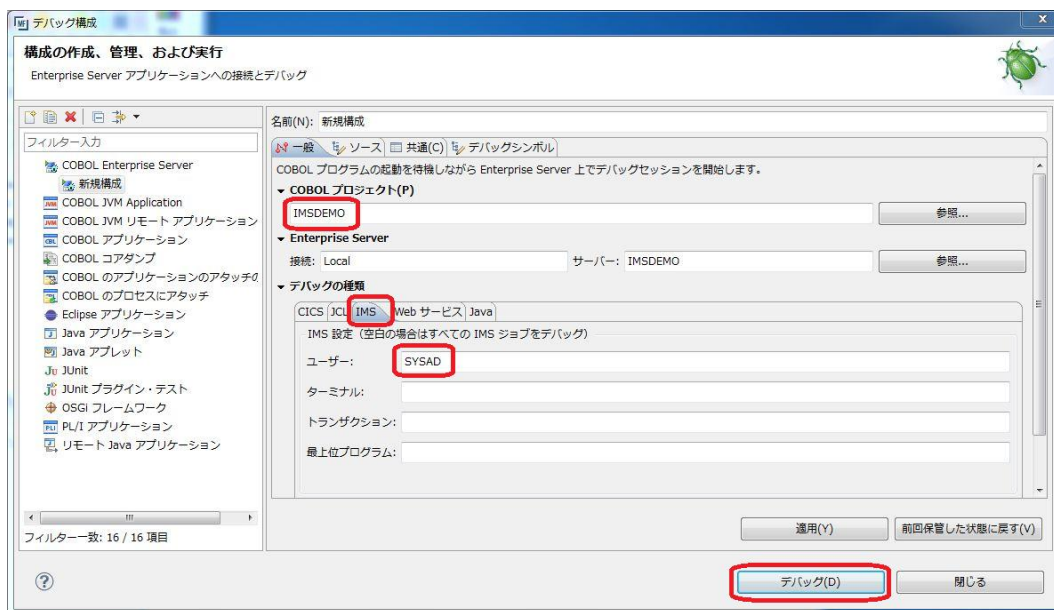 デバッグ構成
構成の作成、管理、および実行
Enterprise Server アプリケーションへの接続とデバッグ
フィルター入力
COBOL Enterprise Server
新規構成
COBOL JVM Application
COBOL JVM リモート アプリケーション
COBOL アプリケーション
COBOL コアダンプ
COBOL のアプリケーションのアタッチの
COBOL のプロセスにアタッチ
Eclipse アプリケーション
Java アプリケーション
Java アプレット
JUnit
JUnit プラグイン・テスト
OSGi フレームワーク
PL/I アプリケーション
リモート Java アプリケーション
フィルター一致: 16 / 16 項目
名前(N): 新規構成
一般 ソース 共通(C) デバッグシンボル
COBOL プログラムの起動を待機しながら Enterprise Server 上でデバッグセッションを開始します。
COBOL プロジェクト(P)
IMSDEMO 参照...
Enterprise Server
接続: Local サーバー: IMSDEMO 参照...
デバッグの種類
CICS JCL IMS Web サービス Java
IMS 設定（空白の場合はすべての IMS ジョブをデバッグ）
ユーザー: SYSAD
ターミナル:
トランザクション:
最上位プログラム:
適用(Y) 前回保管した状態に戻す(V)
デバッグ(D) 閉じる